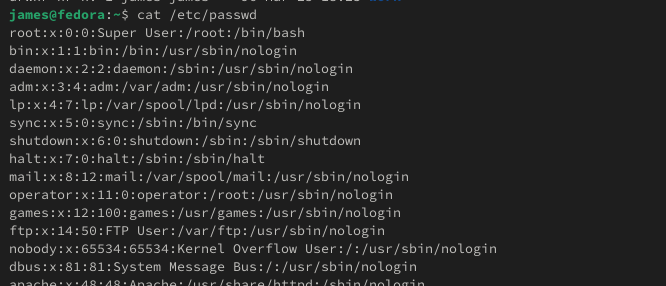 james@fedora:~$ cat /etc/passwd
root:x:0:0:Super User:/root:/bin/bash
bin:x:1:1:bin:/bin:/usr/sbin/nologin
daemon:x:2:2:daemon:/sbin:/usr/sbin/nologin
adm:x:3:4:adm:/var/adm:/usr/sbin/nologin
lp:x:4:7:lp:/var/spool/lpd:/usr/sbin/nologin
sync:x:5:0:sync:/sbin:/bin/sync
shutdown:x:6:0:shutdown:/sbin:/sbin/shutdown
halt:x:7:0:halt:/sbin:/sbin/halt
mail:x:8:12:mail:/var/spool/mail:/usr/sbin/nologin
operator:x:11:0:operator:/root:/usr/sbin/nologin
games:x:12:100:games:/usr/games:/usr/sbin/nologin
ftp:x:14:50:FTP User:/var/ftp:/usr/sbin/nologin
nobody:x:65534:65534:Kernel Overflow User:/:/usr/sbin/nologin
dbus:x:81:81:System Message Bus:/:/usr/sbin/nologin
apache:x:48:48:Apache:/usr/share/httpd:/sbin/nologin